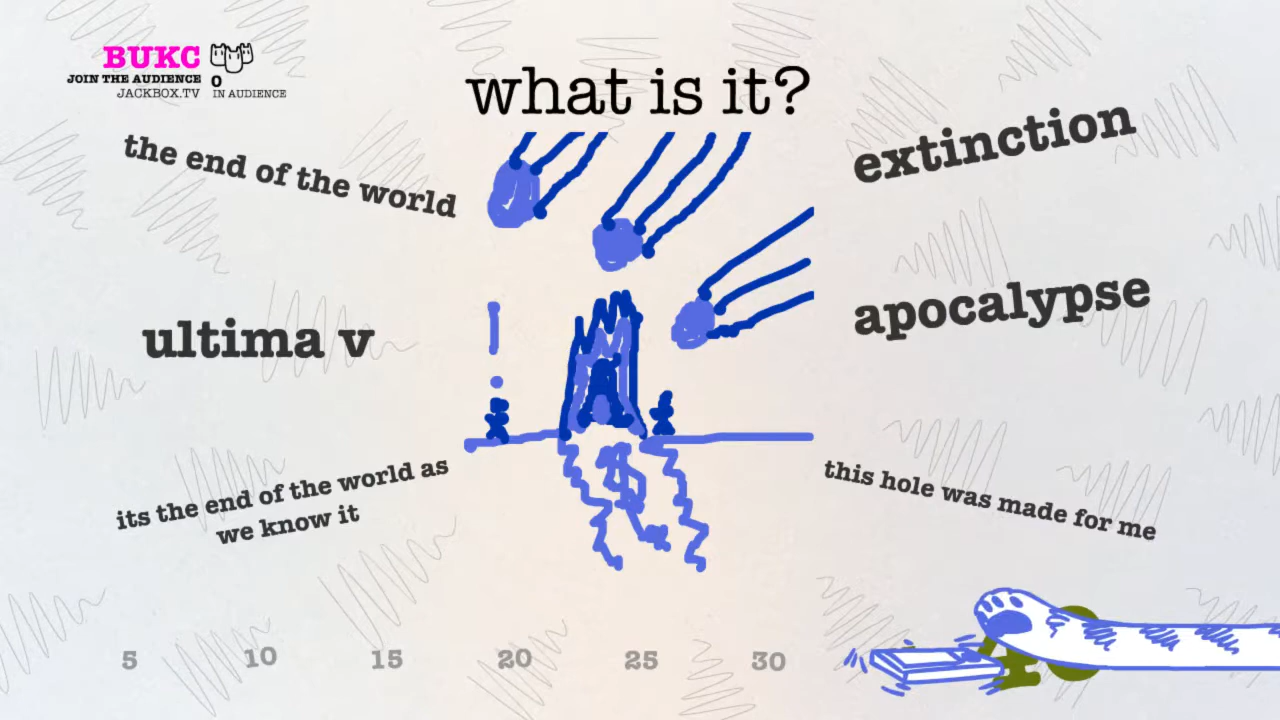 BUKC
JOIN THE AUDIENCE
JACKBOX.TV
0
IN AUDIENCE
what is it?
the end of the world
extinction
ultima v
apocalypse
its the end of the world as
we know it
this hole was made for me
5 10 15 20 25 30